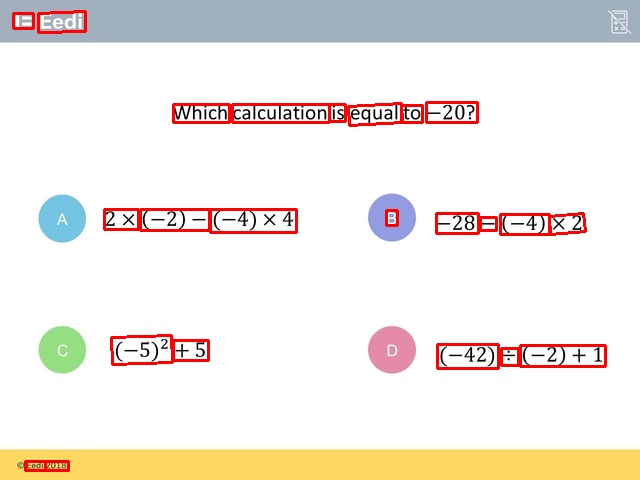 Eedi
Which calculation is equal to −20?
A 2 × (−2) − (−4) × 4
B −28 − (−4) × 2
C (−5)² + 5
D (−42) ÷ (−2) + 1
© Eedi 2018